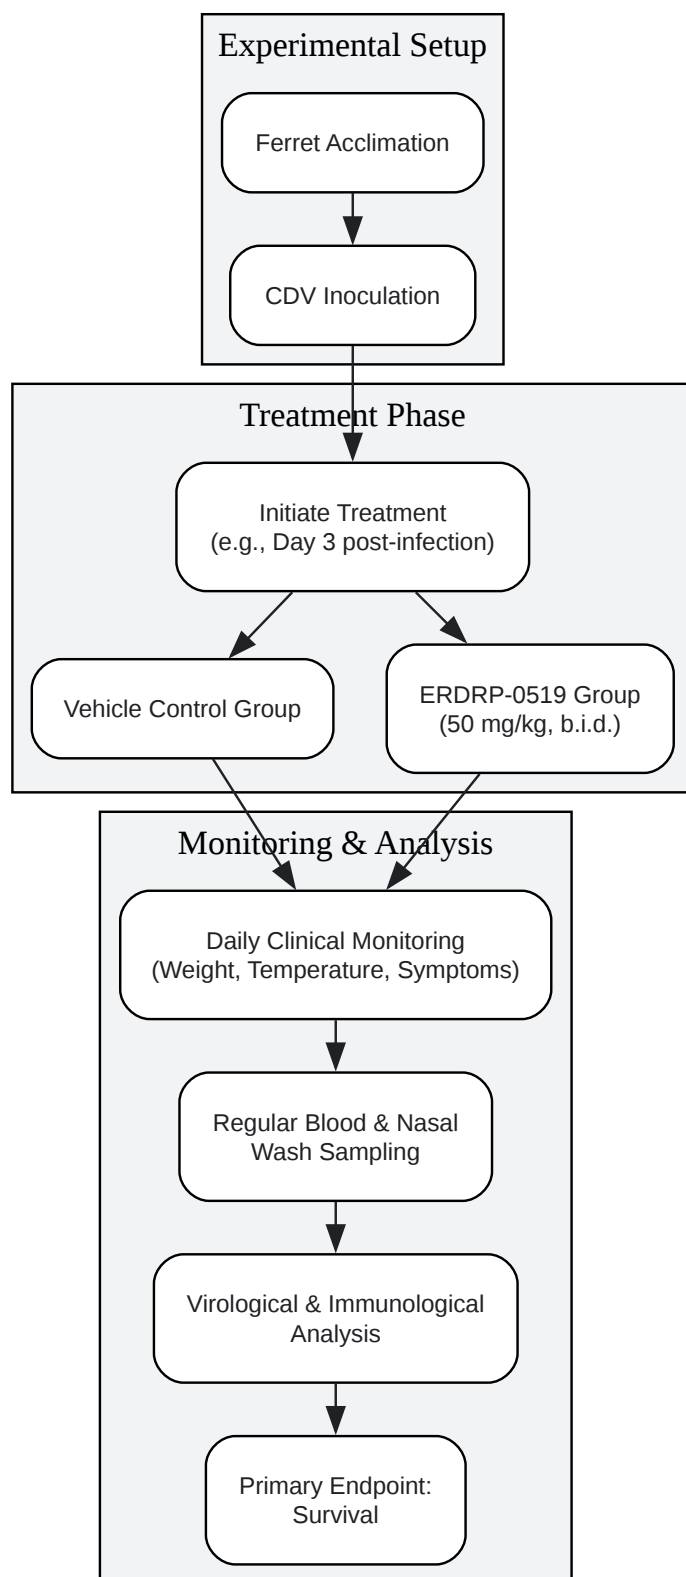 Experimental Setup
Ferret Acclimation
CDV Inoculation
Treatment Phase
Initiate Treatment
(e.g., Day 3 post-infection)
Vehicle Control Group
ERDRP-0519 Group
(50 mg/kg, b.i.d.)
Monitoring & Analysis
Daily Clinical Monitoring
(Weight, Temperature, Symptoms)
Regular Blood & Nasal
Wash Sampling
Virological & Immunological
Analysis
Primary Endpoint:
Survival